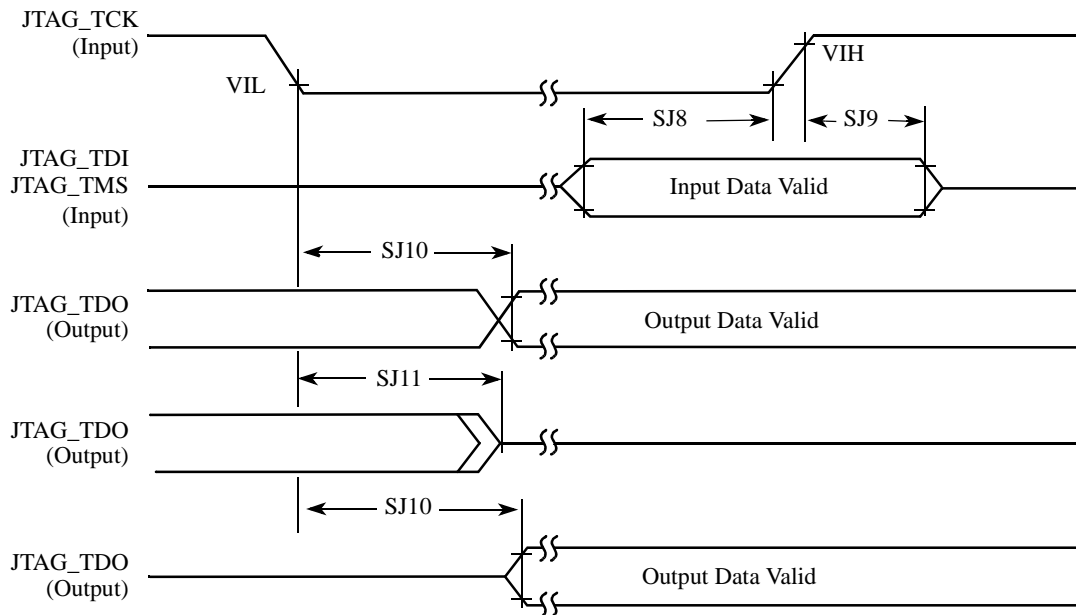 JTAG_TCK
(Input)
VIL
VIH
SJ8
SJ9
JTAG_TDI
JTAG_TMS
(Input)
Input Data Valid
SJ10
JTAG_TDO
(Output)
Output Data Valid
SJ11
JTAG_TDO
(Output)
SJ10
JTAG_TDO
(Output)
Output Data Valid